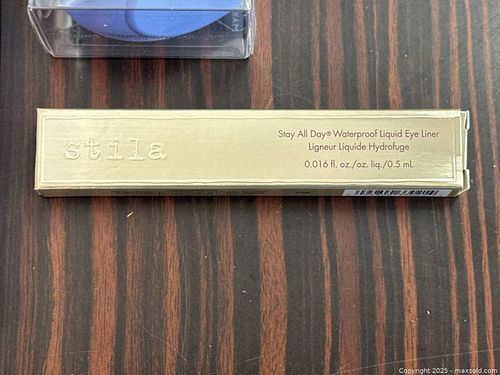 stila
Stay All Day® Waterproof Liquid Eye Liner
Ligneur Liquide Hydrofuge
0.016 fl. oz./oz. liq./0.5 mL
Copyright 2025 - maxsold.com